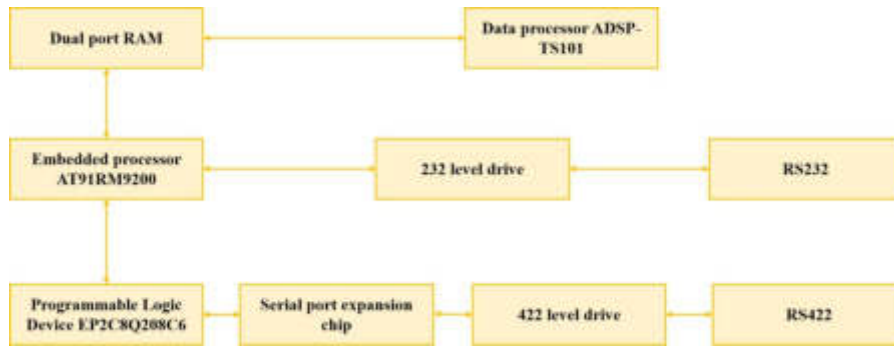 Dual port RAM
Data processor ADSP-
TS101
Embedded processor
AT91RM9200
232 level drive
RS232
Programmable Logic
Device EP2C8Q208C6
Serial port expansion
chip
422 level drive
RS422